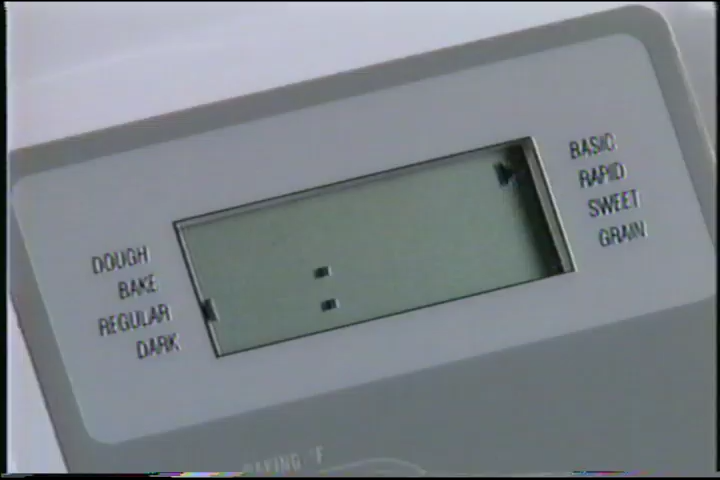 DOUGH
BAKE
REGULAR
DARK
BASIC
RAPID
SWEET
GRAIN